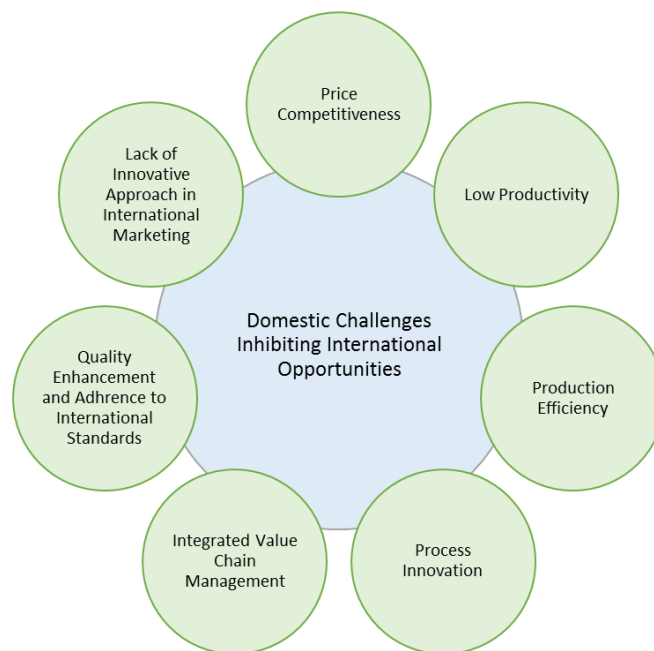 Price
Competitiveness
Low Productivity
Production
Efficiency
Process
Innovation
Integrated Value
Chain
Management
Quality
Enhancement
and Adhrence to
International
Standards
Lack of
Innovative
Approach in
International
Marketing
Domestic Challenges
Inhibiting International
Opportunities